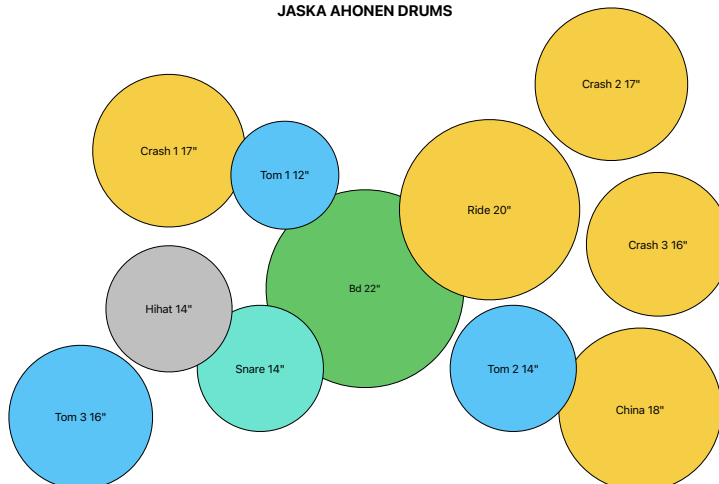 JASKA AHONEN DRUMS
Crash 2 17"
Crash 1 17"
Tom 1 12"
Ride 20"
Crash 3 16"
Bd 22"
Hihat 14"
Snare 14"
Tom 2 14"
China 18"
Tom 3 16"